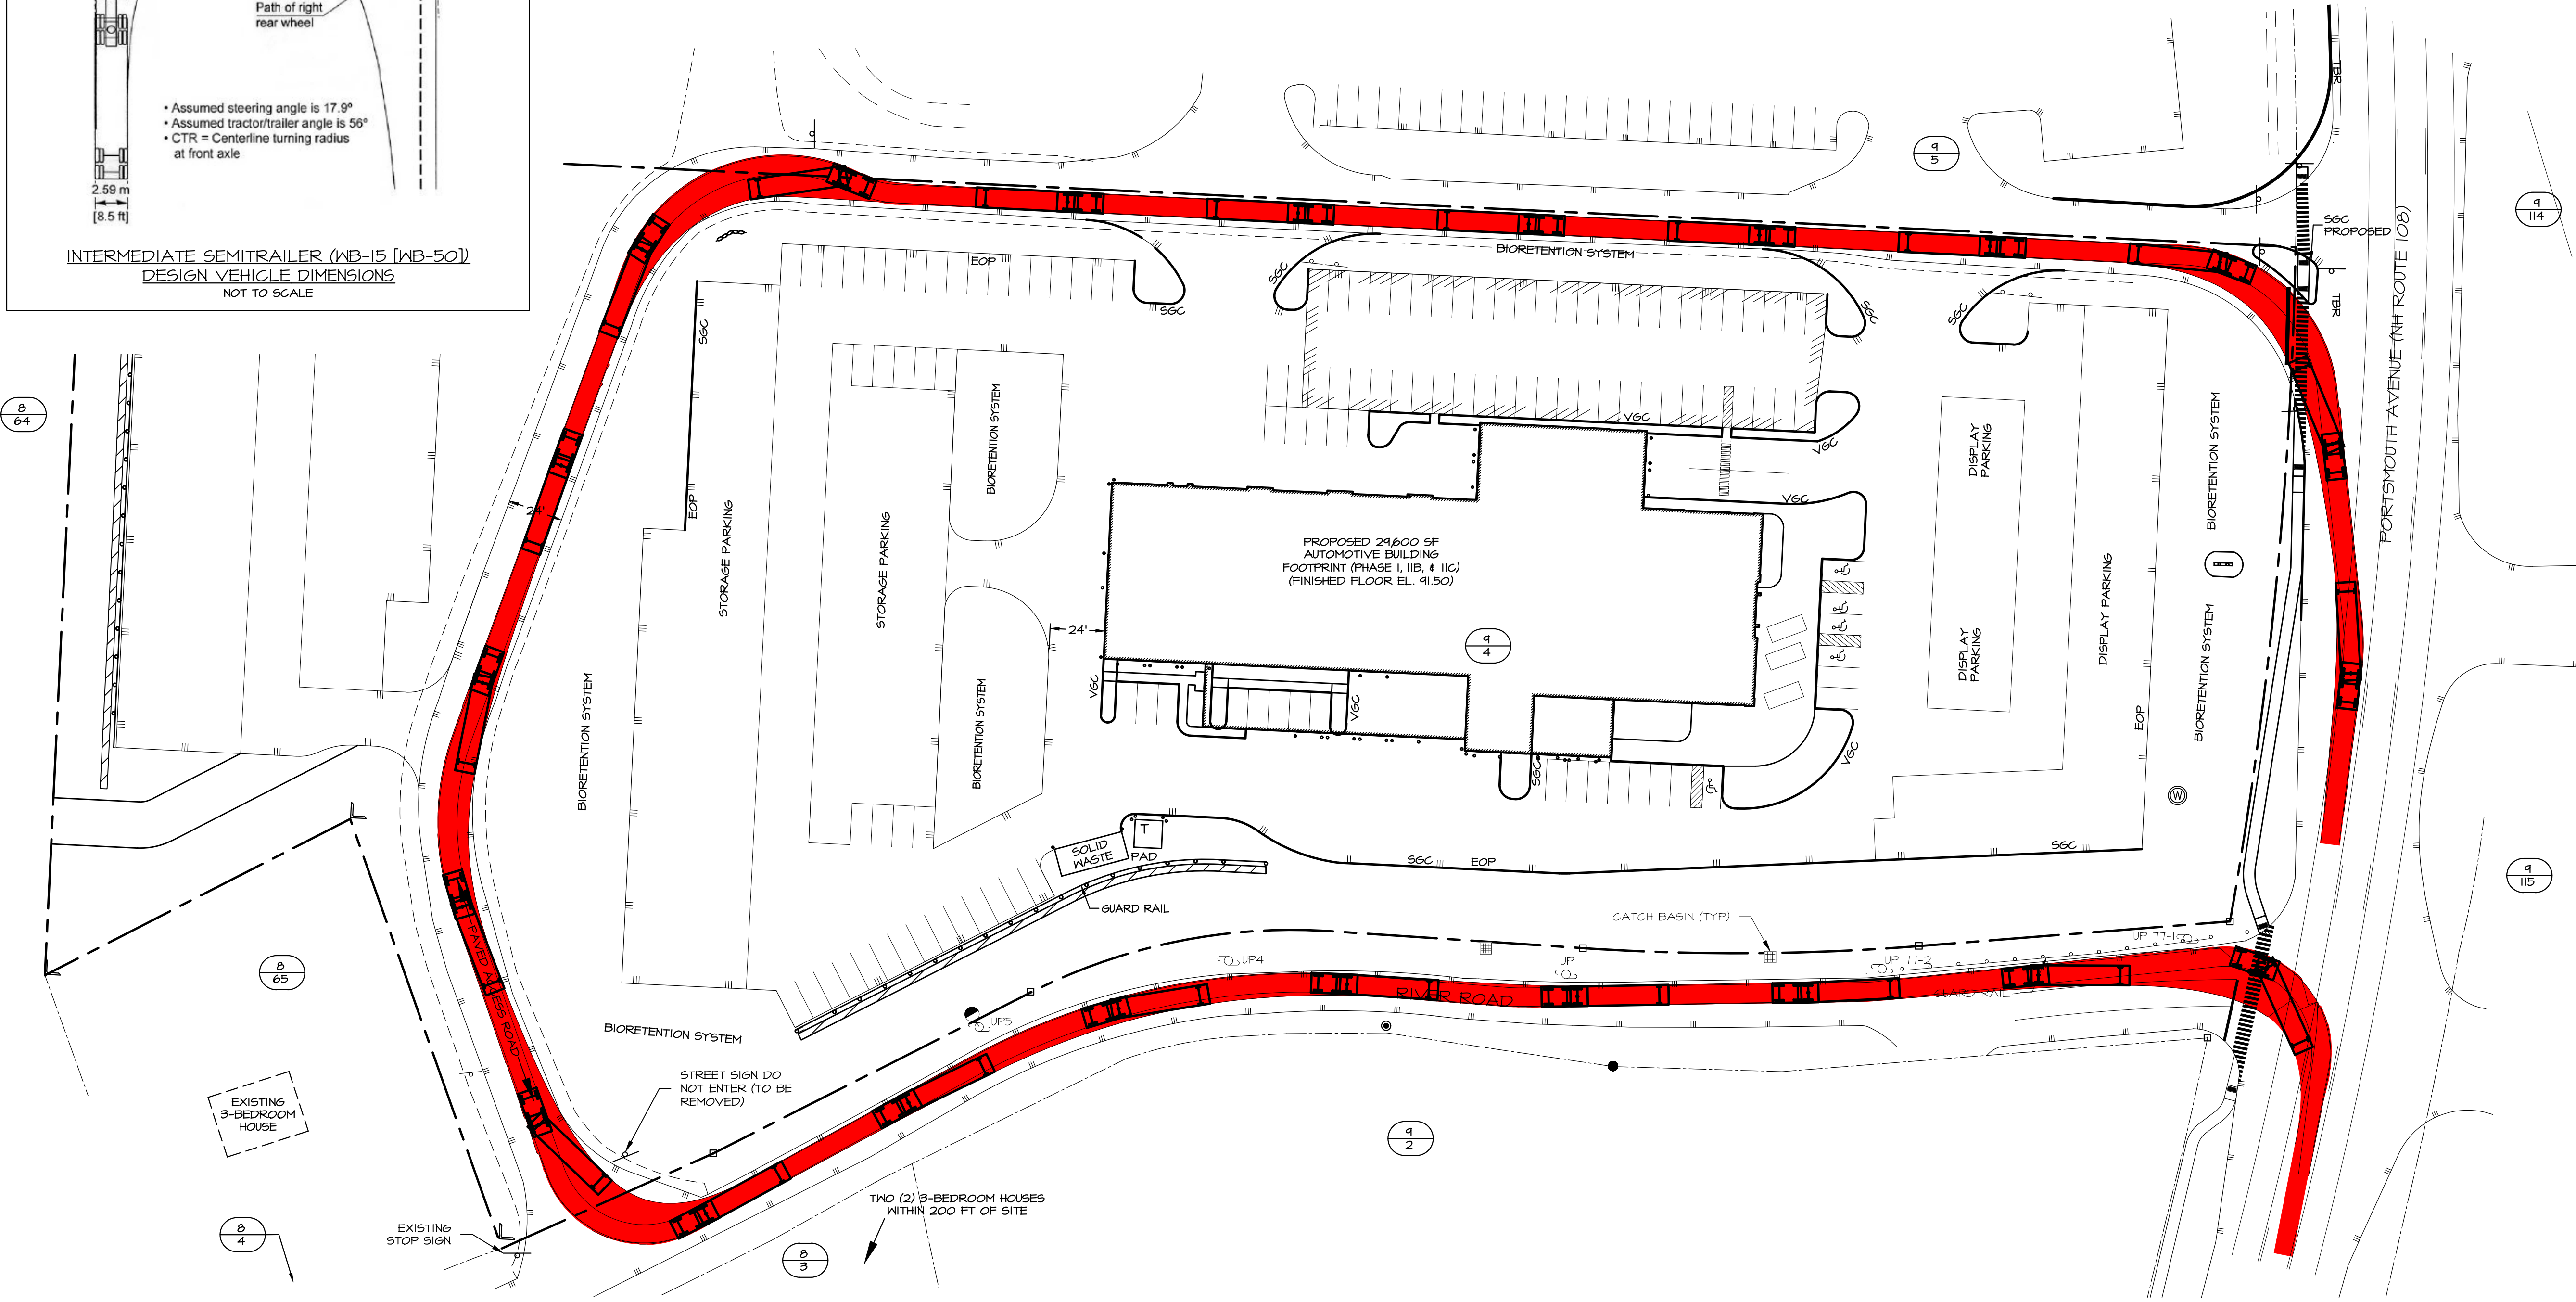 Path of right
rear wheel
• Assumed steering angle is 17.9º
• Assumed tractor/trailer angle is 56º
• CTR = Centerline turning radius
at front axle
2.59 m
[8.5 ft]
INTERMEDIATE SEMITRAILER (WB-15 [WB-50])
DESIGN VEHICLE DIMENSIONS
NOT TO SCALE
TBR
9
5
9
114
SGC
PROPOSED
TBR
PORTSMOUTH AVENUE (NH ROUTE 108)
BIORETENTION SYSTEM
EOP
SGC
SGC
SGC
SGC
SGC
8
64
EOP
24'
STORAGE PARKING
STORAGE PARKING
BIORETENTION SYSTEM
VGC
VGC
VGC
DISPLAY
PARKING
BIORETENTION SYSTEM
PROPOSED 29,600 SF
AUTOMOTIVE BUILDING
FOOTPRINT (PHASE I, IIB, & IIC)
(FINISHED FLOOR EL. 91.50)
9
4
24'
DISPLAY
PARKING
DISPLAY PARKING
BIORETENTION SYSTEM
EOP
BIORETENTION SYSTEM
BIORETENTION SYSTEM
VGC
VGC
VGC
SGC
W
T
PAD
SOLID
WASTE
GUARD RAIL
SGC
EOP
SGC
9
115
CATCH BASIN (TYP)
UP 77-1
UP4
UP
UP 77-2
GUARD RAIL
RIVER ROAD
UP5
8
65
PAVED ACCESS ROAD
BIORETENTION SYSTEM
STREET SIGN DO
NOT ENTER (TO BE
REMOVED)
EXISTING
3-BEDROOM
HOUSE
9
2
TWO (2) 3-BEDROOM HOUSES
WITHIN 200 FT OF SITE
EXISTING
STOP SIGN
8
4
8
3